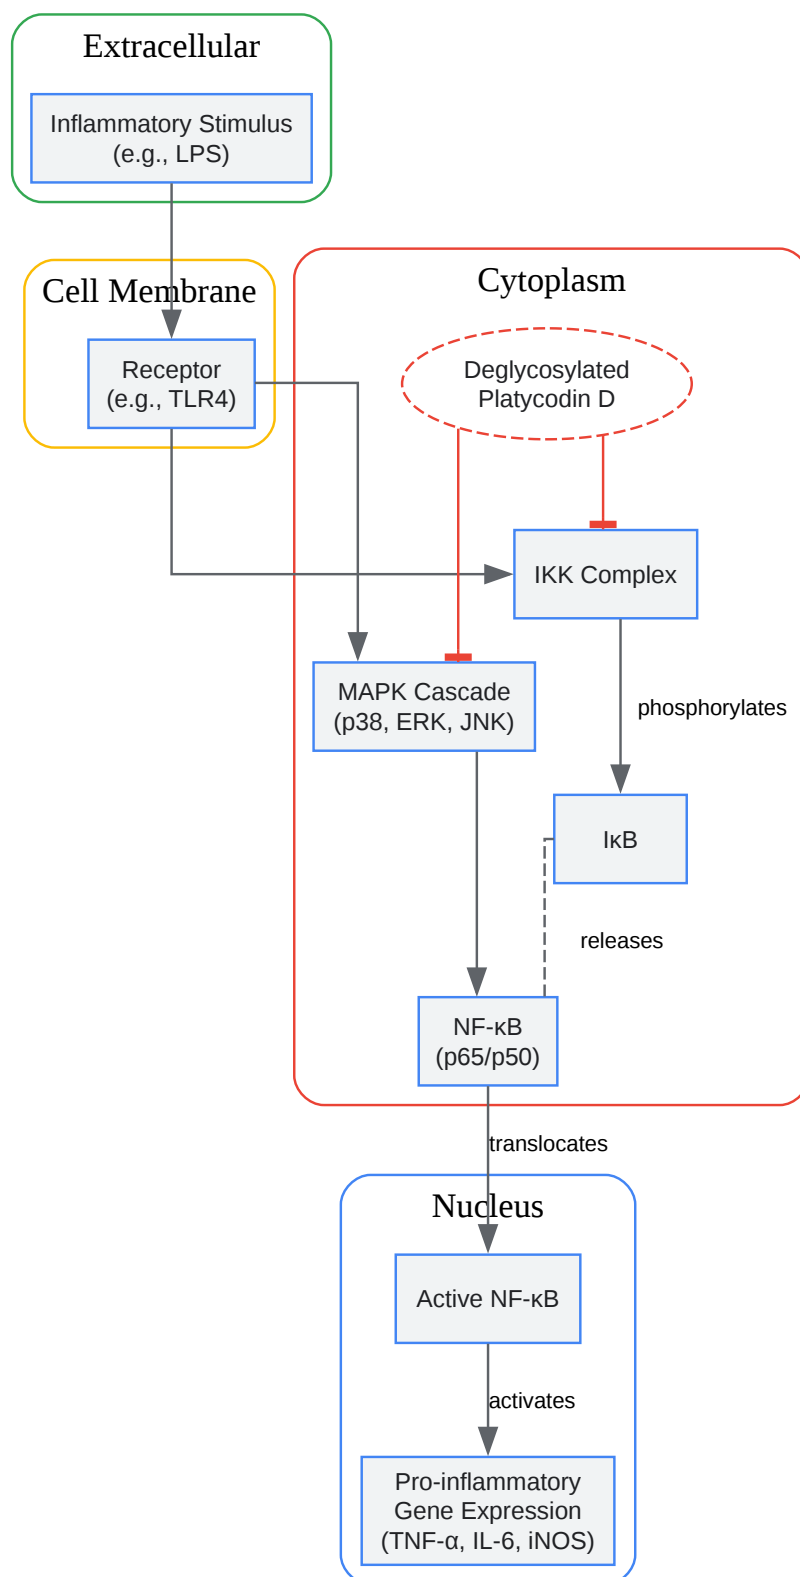 Extracellular
Inflammatory Stimulus
(e.g., LPS)
Cell Membrane
Receptor
(e.g., TLR4)
Cytoplasm
Deglycosylated
Platycodin D
IKK Complex
MAPK Cascade
(p38, ERK, JNK)
phosphorylates
IκB
releases
NF-κB
(p65/p50)
translocates
Nucleus
Active NF-κB
activates
Pro-inflammatory
Gene Expression
(TNF-α, IL-6, iNOS)